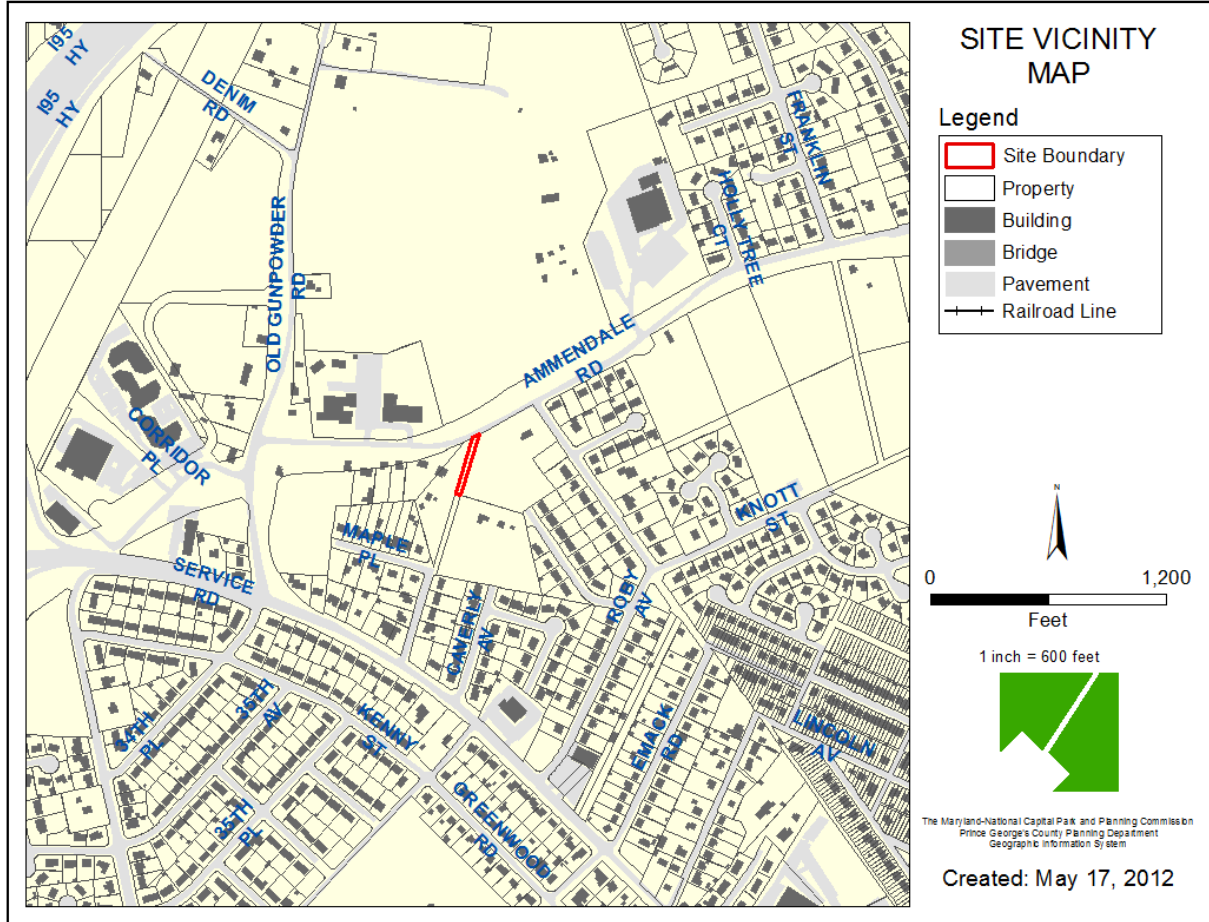 I95
HY
I95
HY
DENIM
RD
OLD GUNPOWDER
RD
FRANKLIN
ST
HOLLY TREE
CT
AMMENDALE
RD
CORRIDOR
PL
SERVICE
RD
MAPLE
PL
CAVERLY
AV
ROBY
AV
KNOTT
ST
EMACK
RD
LINCOLN
AV
34TH
PL
35TH
AV
KENNY
ST
35TH
PL
GREENWOOD
RD
SITE VICINITY
MAP
Legend
Site Boundary
Property
Building
Bridge
Pavement
Railroad Line
N
0 1,200
Feet
1 inch = 600 feet
The Maryland-National Capital Park and Planning Commission
Prince George's County Planning Department
Geographic Information System
Created: May 17, 2012